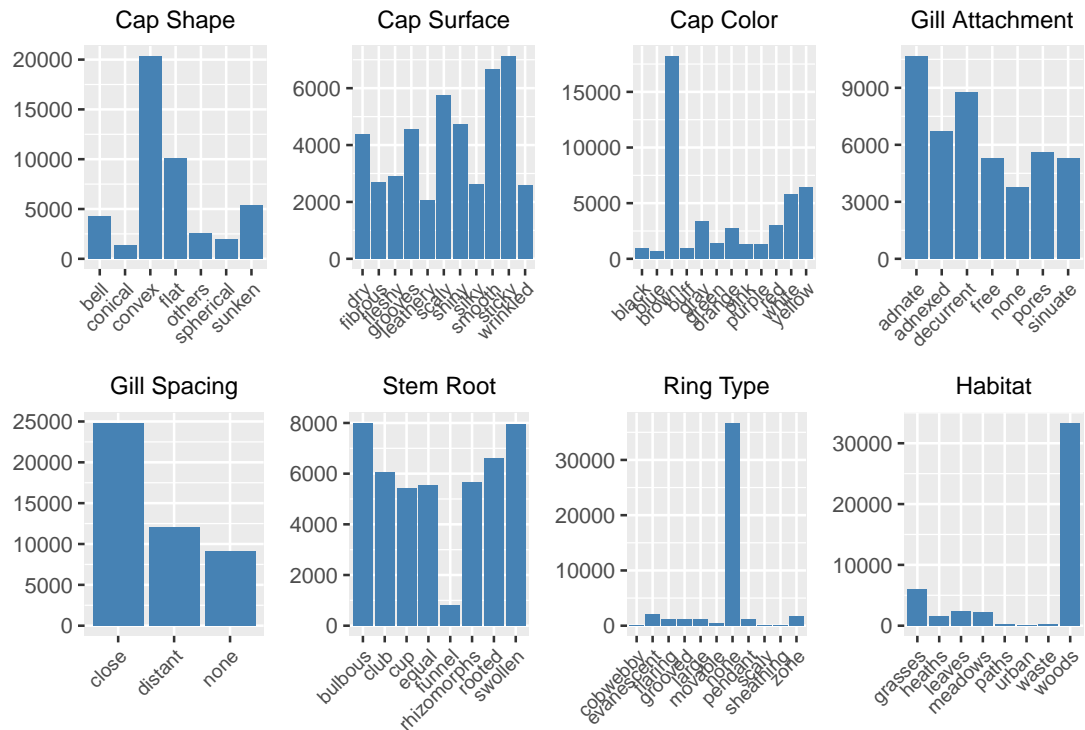 Cap Shape
20000
15000
10000
5000
0
bell
conical
convex
flat
others
spherical
sunken
Cap Surface
6000
4000
2000
0
dry
fibrous
fleshy
grooves
leathery
scaly
shiny
silky
smooth
sticky
wrinkled
Cap Color
15000
10000
5000
0
black
blue
brown
buff
gray
green
orange
pink
purple
red
white
yellow
Gill Attachment
9000
6000
3000
0
adnate
adnexed
decurrent
free
none
pores
sinuate
Gill Spacing
25000
20000
15000
10000
5000
0
close
distant
none
Stem Root
8000
6000
4000
2000
0
bulbous
club
cup
equal
funnel
rhizomorphs
rooted
swollen
Ring Type
30000
20000
10000
0
cobwebby
evanescent
flaring
grooved
large
movable
none
pendant
scaly
sheathing
zone
Habitat
30000
20000
10000
0
grasses
heaths
leaves
meadows
paths
urban
waste
woods